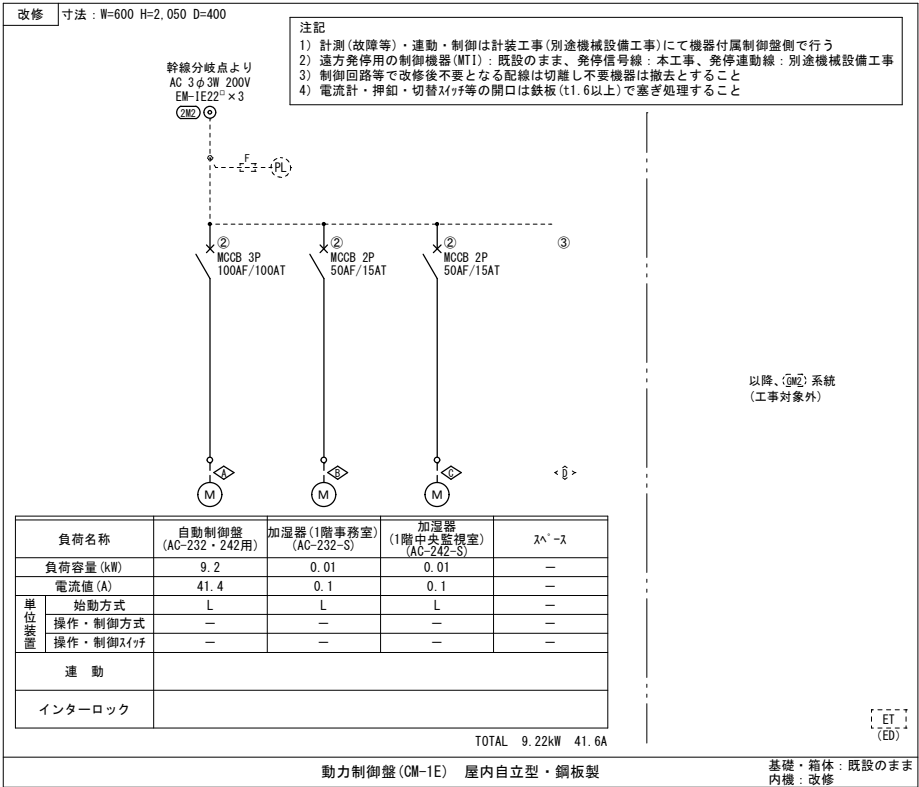 改修 寸法：W=600 H=2,050 D=400
注記
1) 計測(故障等)・連動・制御は計装工事(別途機械設備工事)にて機器付属制御盤側で行う
2) 遠方発停用の制御機器(MTI)：既設のまま、発停信号線：本工事、発停連動線：別途機械設備工事
3) 制御回路等で改修後不要となる配線は切離し不要機器は撤去とすること
4) 電流計・押釦・切替ｽｲｯﾁ等の開口は鉄板(t1.6以上)で塞ぎ処理すること
幹線分岐点より
AC 3φ3W 200V
EM-IE22□×3
2M2
F PL
② ② ② ③
MCCB 3P MCCB 2P MCCB 2P
100AF/100AT 50AF/15AT 50AF/15AT
以降、GM2 系統
(工事対象外)
A B C D
M M M
負荷名称 自動制御盤(AC-232・242用) 加湿器(1階事務室)(AC-232-S) 加湿器(1階中央監視室)(AC-242-S) ｽﾍﾟｰｽ
負荷容量(kW) 9.2 0.01 0.01 －
電流値(A) 41.4 0.1 0.1 －
単位装置 始動方式 L L L －
操作・制御方式 － － － －
操作・制御ｽｲｯﾁ － － － －
連 動
インターロック
TOTAL 9.22kW 41.6A
ET
(ED)
動力制御盤(CM-1E) 屋内自立型・鋼板製
基礎・箱体：既設のまま
内機：改修